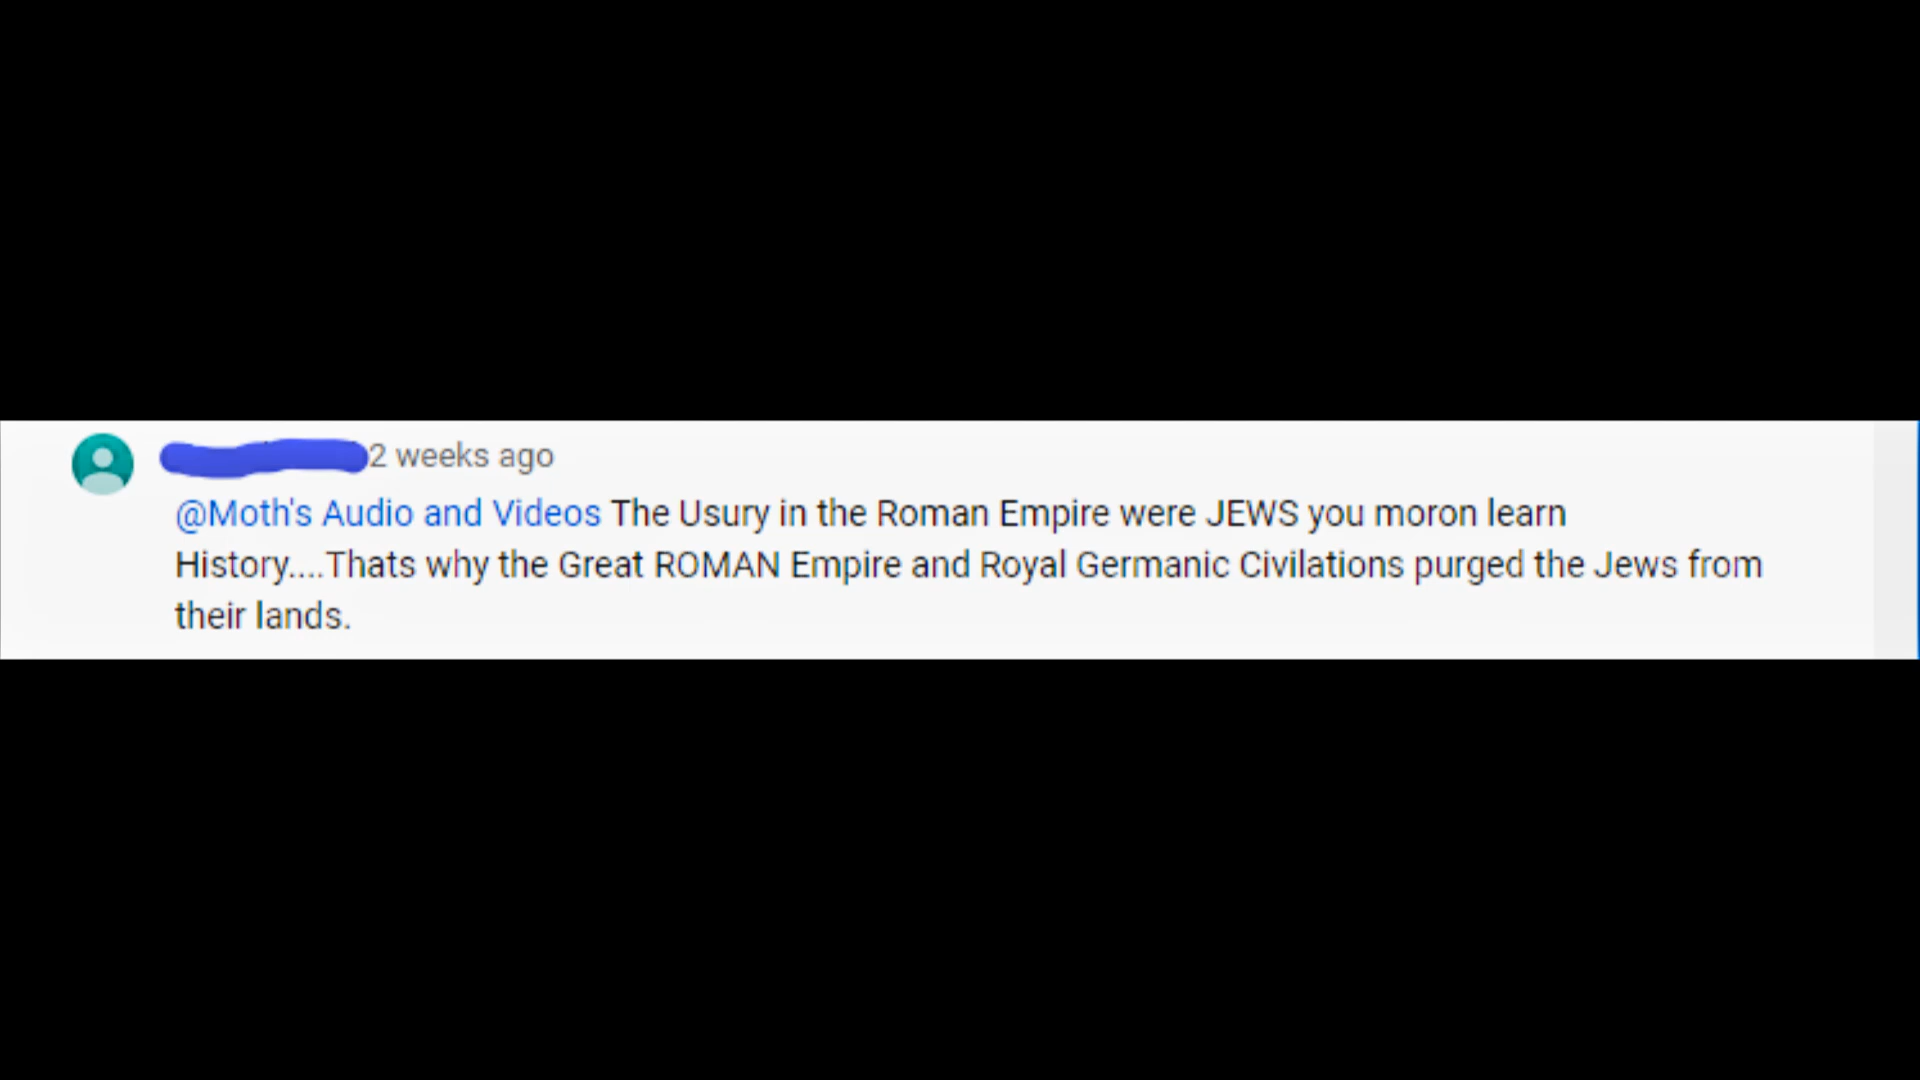 2 weeks ago
@Moth's Audio and Videos The Usury in the Roman Empire were JEWS you moron learn
History....Thats why the Great ROMAN Empire and Royal Germanic Civilations purged the Jews from
their lands.